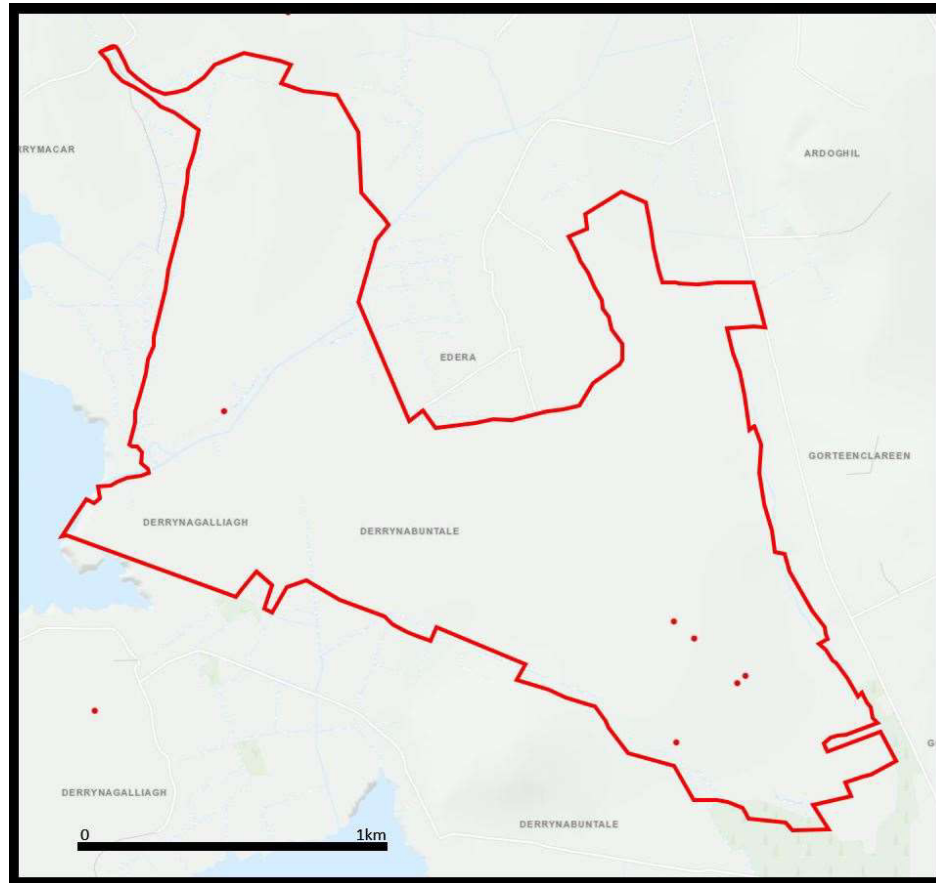 RRYMACAR
ARDOGHIL
EDERA
GORTEENCLAREEN
DERRYNAGALLIAGH
DERRYNABUNTALE
G
DERRYNAGALLIAGH
DERRYNABUNTALE
0 1km